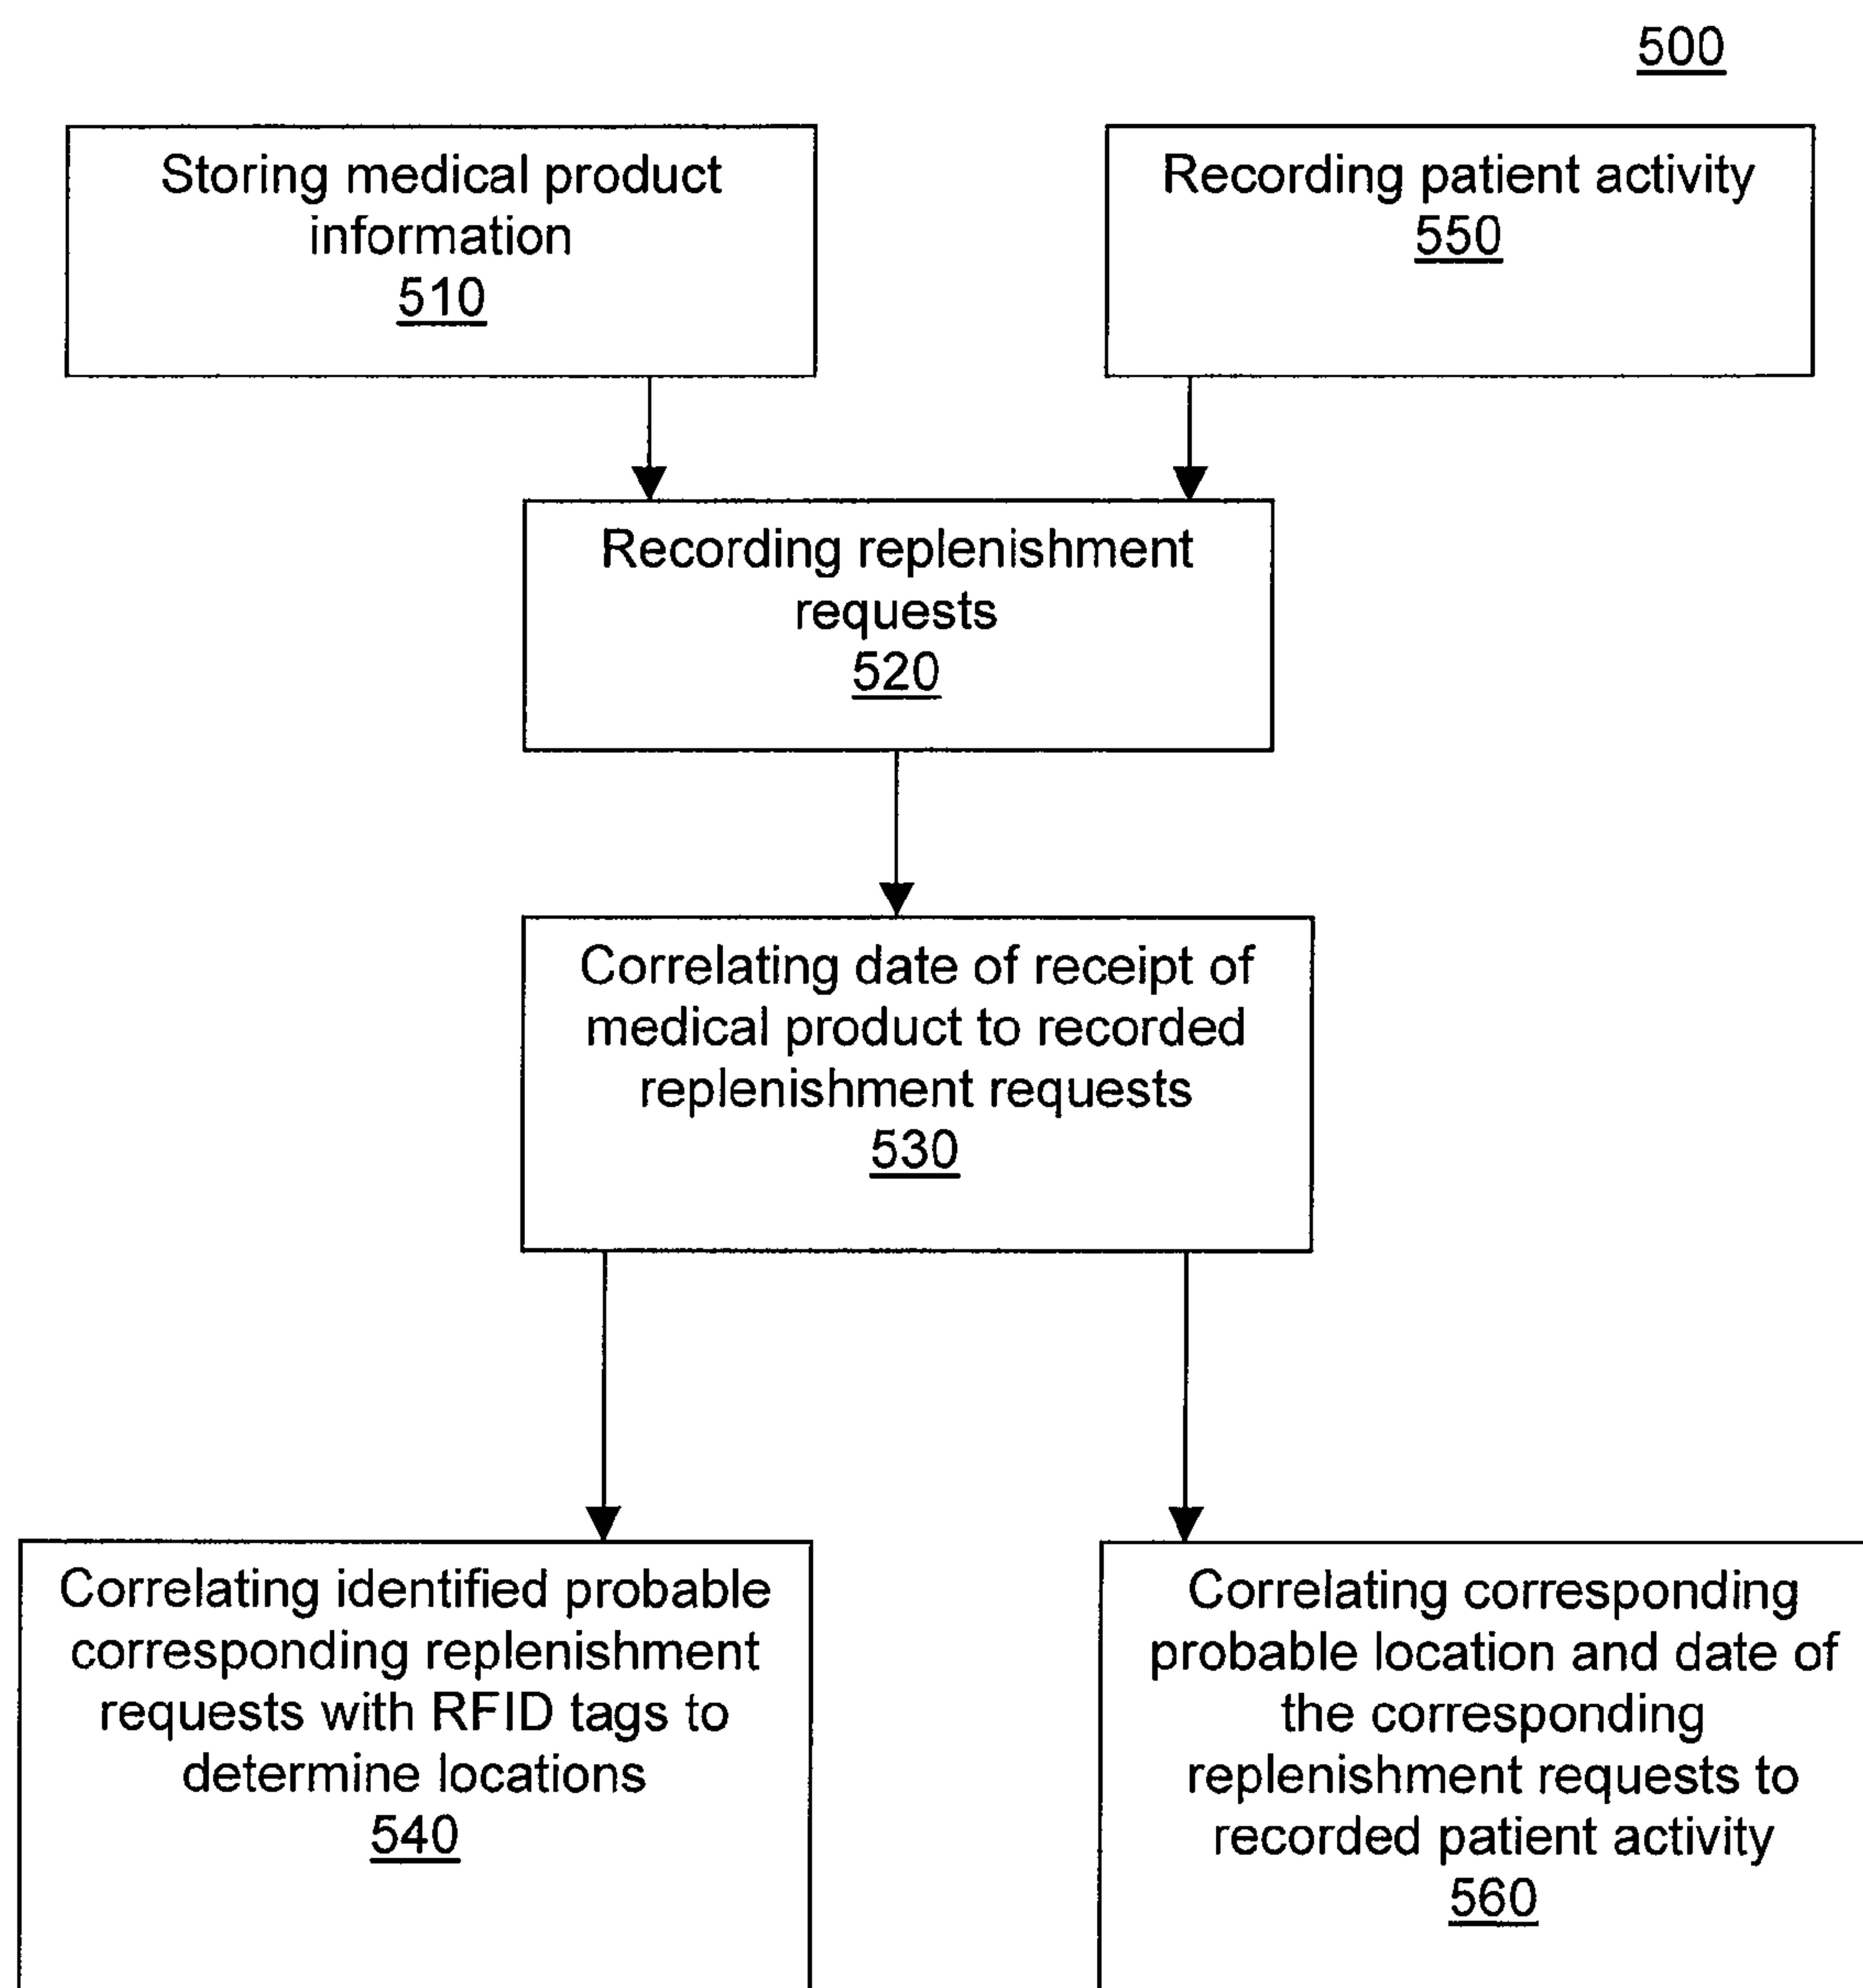 500
Storing medical product
information
510
Recording patient activity
550
Recording replenishment
requests
520
Correlating date of receipt of
medical product to recorded
replenishment requests
530
Correlating identified probable
corresponding replenishment
requests with RFID tags to
determine locations
540
Correlating corresponding
probable location and date of
the corresponding
replenishment requests to
recorded patient activity
560